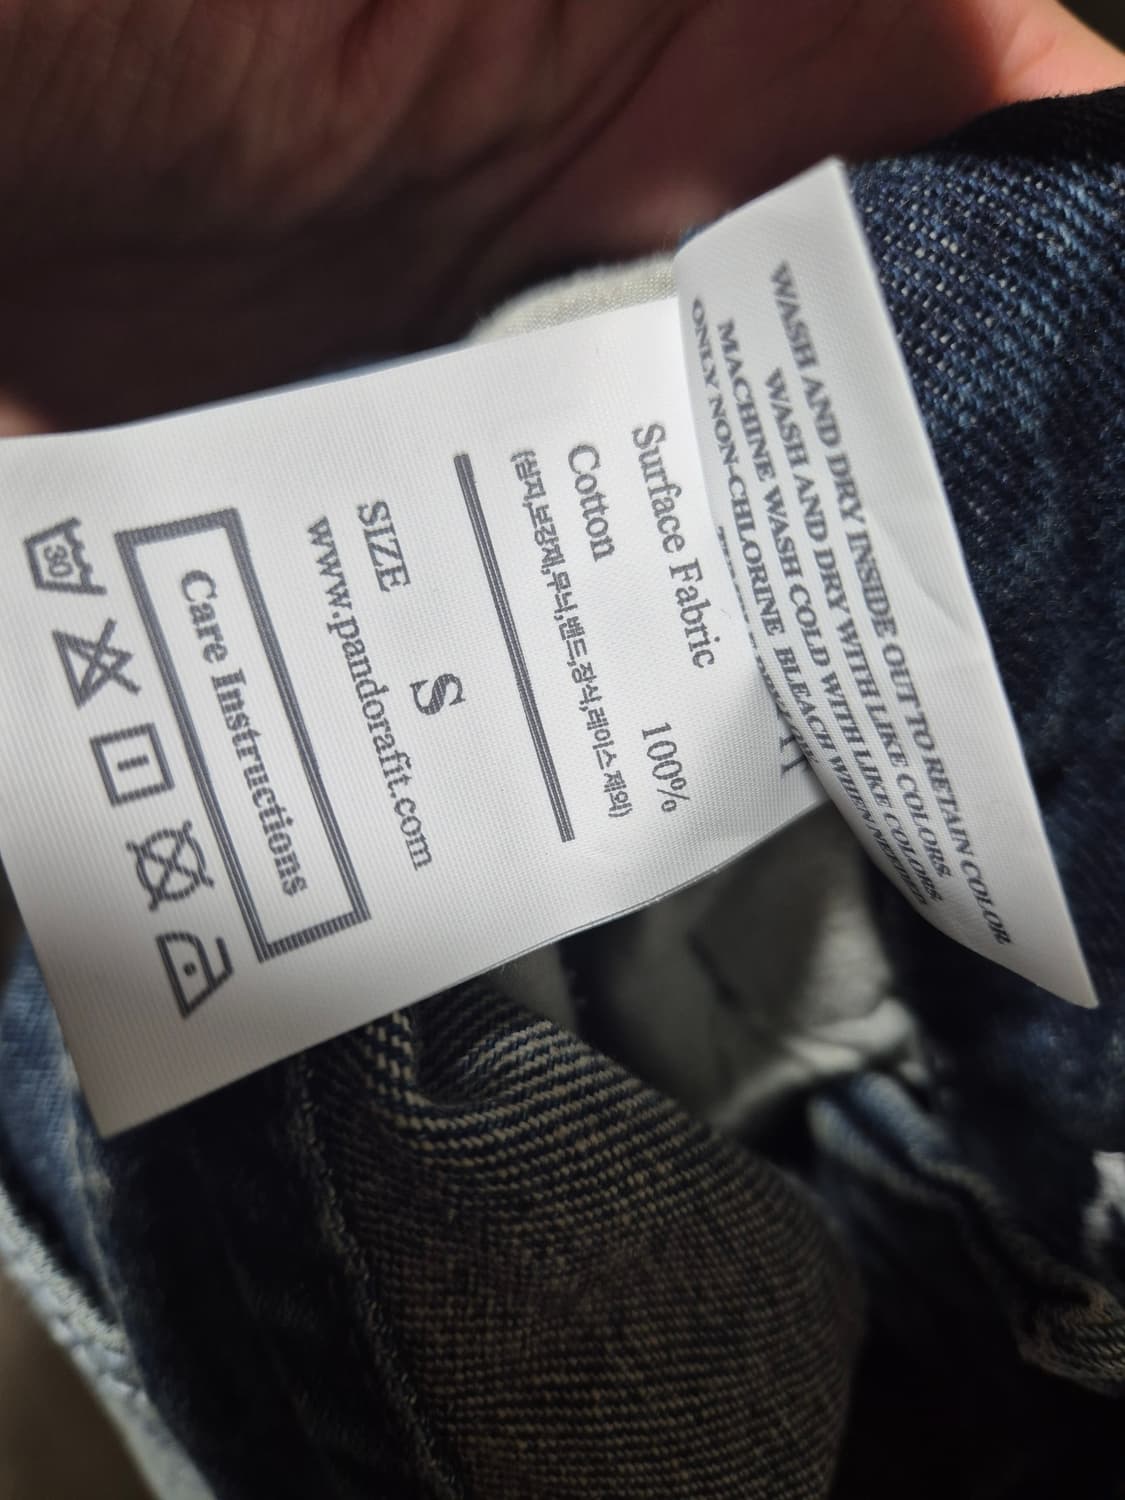 WASH AND DRY INSIDE OUT TO RETAIN COLOR.
WASH AND DRY WITH LIKE COLORS.
MACHINE WASH COLD WITH LIKE COLORS.
ONLY NON-CHLORINE BLEACH WHEN NEEDED.
Surface Fabric
Cotton 100%
(심지,보강제,무늬,밴드,장식,레이스 제외)
SIZE S
www.pandorafit.com
Care Instructions
30